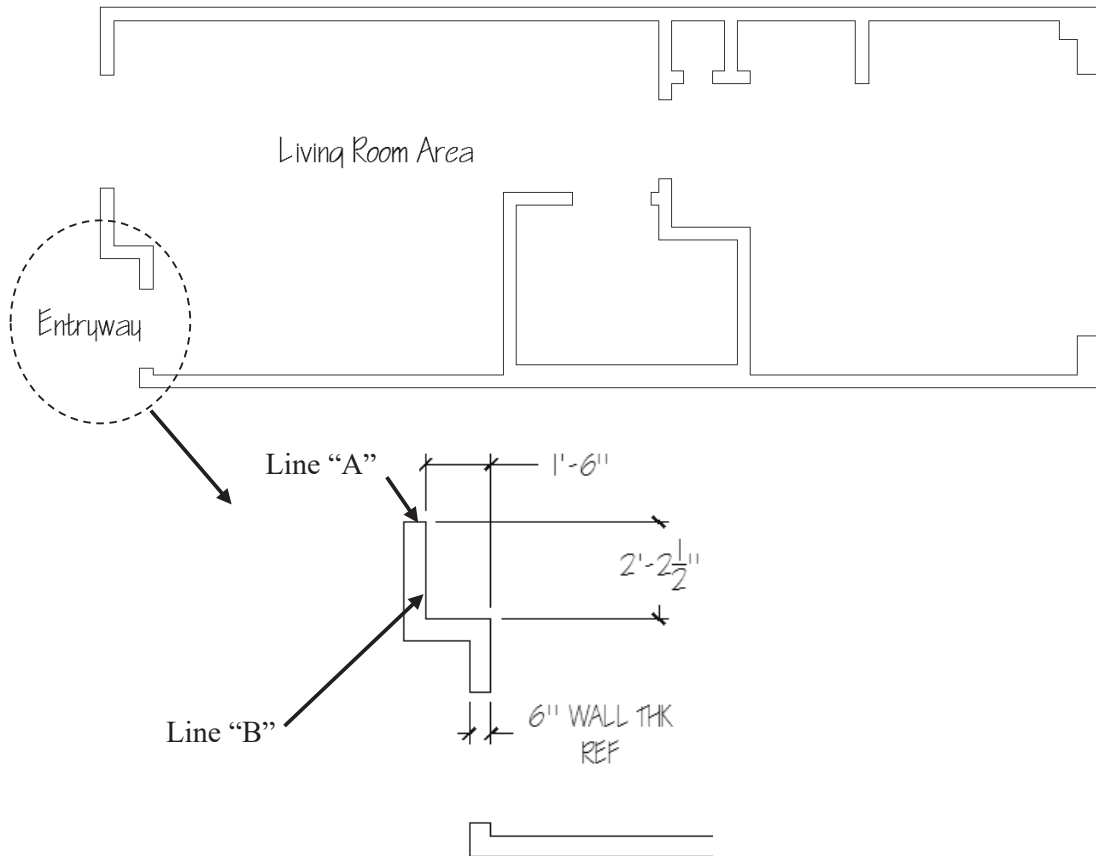 Living Room Area
Entryway
Line “A”
1'-6"
2'-2 1/2"
Line “B”
6" WALL THK
REF